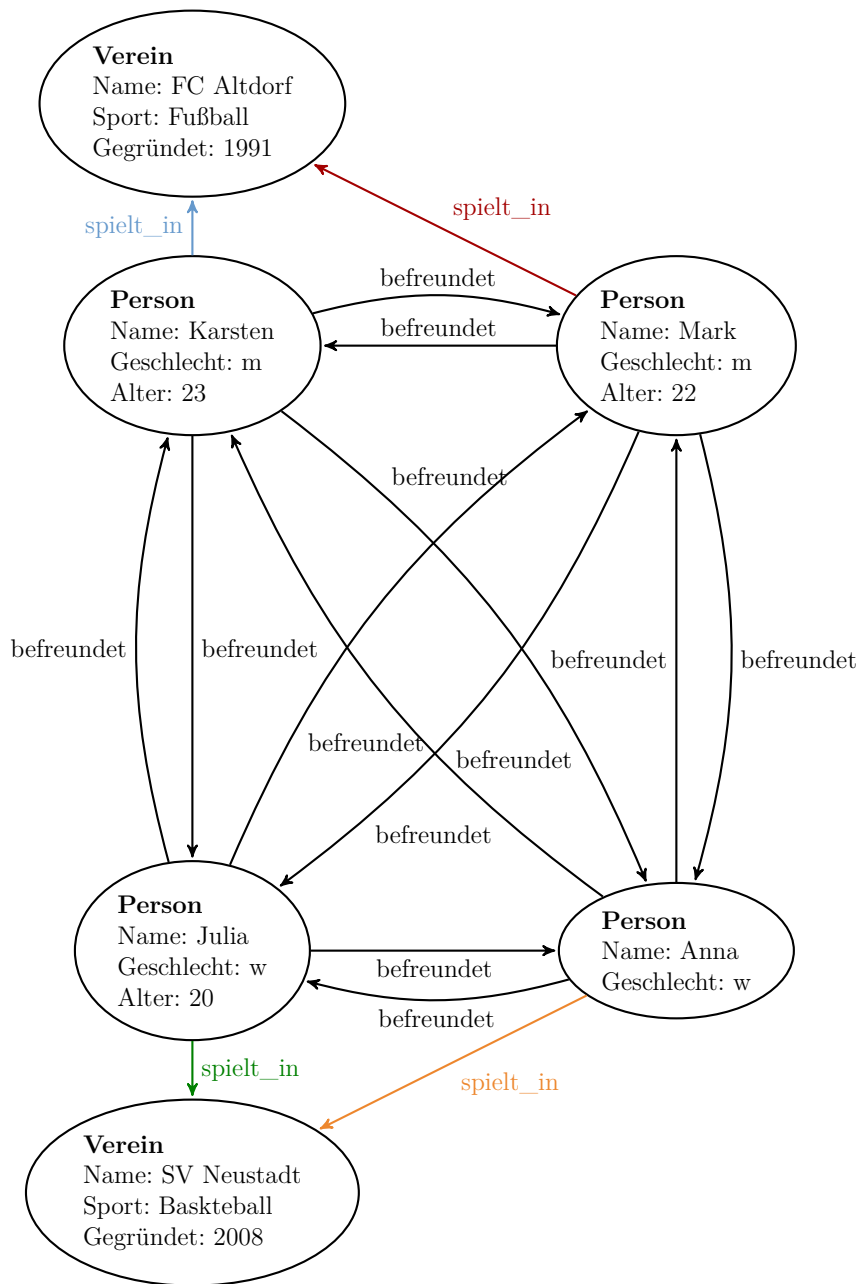 Verein
Name: FC Altdorf
Sport: Fußball
Gegründet: 1991
spielt_in
spielt_in
befreundet
Person
Name: Karsten
Geschlecht: m
Alter: 23
befreundet
Person
Name: Mark
Geschlecht: m
Alter: 22
befreundet
befreundet
befreundet
befreundet
befreundet
befreundet
befreundet
befreundet
Person
Name: Julia
Geschlecht: w
Alter: 20
befreundet
befreundet
Person
Name: Anna
Geschlecht: w
spielt_in
spielt_in
Verein
Name: SV Neustadt
Sport: Baskteball
Gegründet: 2008